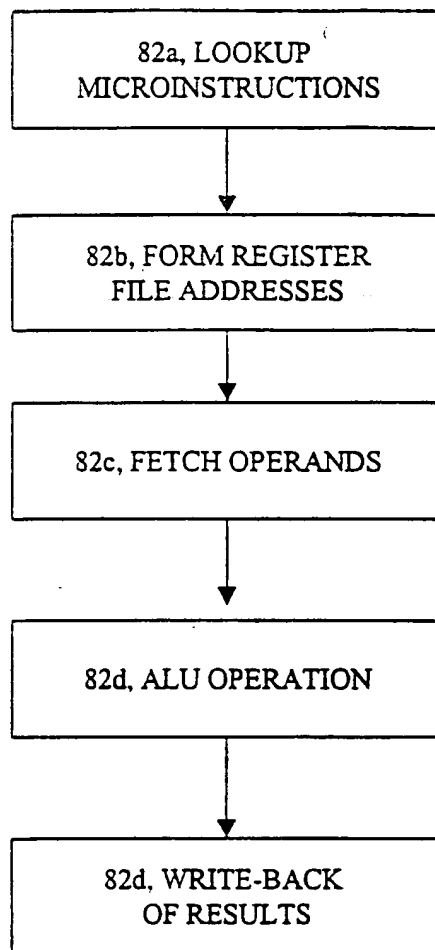 82a, LOOKUP
MICROINSTRUCTIONS
82b, FORM REGISTER
FILE ADDRESSES
82c, FETCH OPERANDS
82d, ALU OPERATION
82d, WRITE-BACK
OF RESULTS